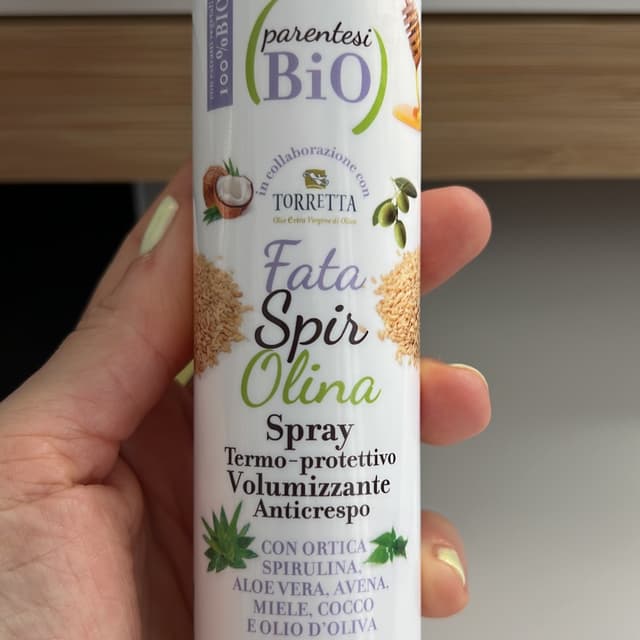 100%BIO
parentesi
BiO
in collaborazione con
TORRETTA
Olio Extra Vergine di Oliva
Fata
Spir
Olina
Spray
Termo-protettivo
Volumizzante
Anticrespo
CON ORTICA
SPIRULINA,
ALOE VERA, AVENA,
MIELE, COCCO
E OLIO D'OLIVA